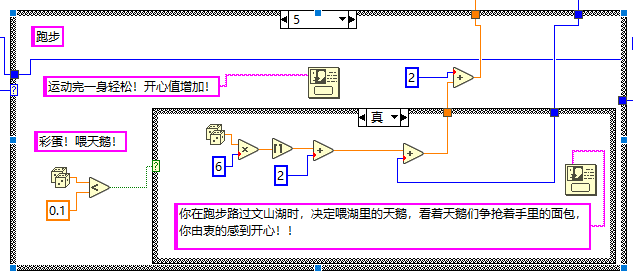 5
跑步
2
运动完一身轻松！开心值增加！
真
彩蛋！喂天鹅！
6
2
0.1
你在跑步路过文山湖时，决定喂湖里的天鹅，看着天鹅们争抢着手里的面包，
你由衷的感到开心！！